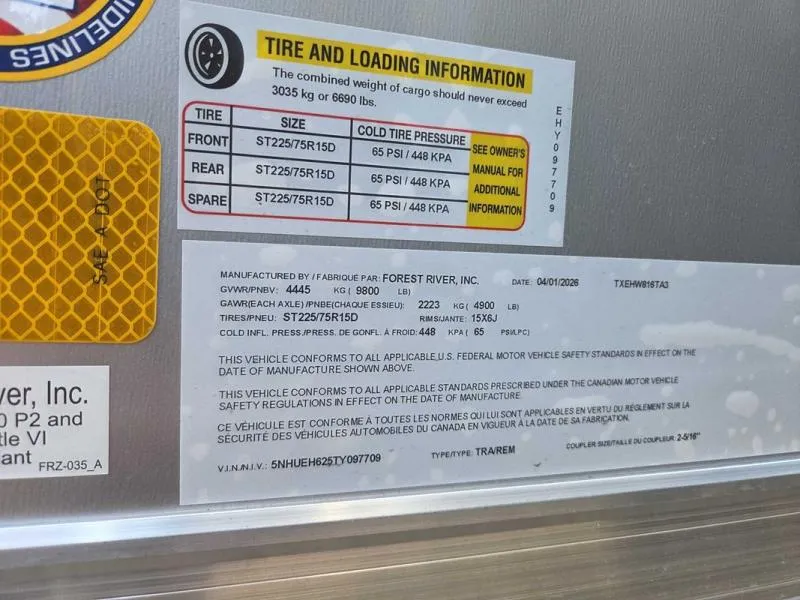 IDELINES
TIRE AND LOADING INFORMATION
The combined weight of cargo should never exceed
3035 kg or 6690 lbs.
TIRE SIZE COLD TIRE PRESSURE
FRONT ST225/75R15D 65 PSI / 448 KPA
REAR ST225/75R15D 65 PSI / 448 KPA
SPARE ST225/75R15D 65 PSI / 448 KPA
SEE OWNER'S
MANUAL FOR
ADDITIONAL
INFORMATION
EHY097709
SAE A DOT
MANUFACTURED BY / FABRIQUÉ PAR: FOREST RIVER, INC. DATE: 04/01/2026 TXEHW816TA3
GVWR/PNBV: 4445 KG ( 9800 LB)
GAWR(EACH AXLE) /PNBE(CHAQUE ESSIEU): 2223 KG ( 4900 LB)
TIRES/PNEU: ST225/75R15D RIMS/JANTE: 15X6J
COLD INFL. PRESS./PRESS. DE GONFL. À FROID: 448 KPA ( 65 PSI/LPC)
THIS VEHICLE CONFORMS TO ALL APPLICABLE U.S. FEDERAL MOTOR VEHICLE SAFETY STANDARDS IN EFFECT ON THE
DATE OF MANUFACTURE SHOWN ABOVE.
THIS VEHICLE CONFORMS TO ALL APPLICABLE STANDARDS PRESCRIBED UNDER THE CANADIAN MOTOR VEHICLE
SAFETY REGULATIONS IN EFFECT ON THE DATE OF MANUFACTURE.
CE VÉHICULE EST CONFORME À TOUTES LES NORMES QUI LUI SONT APPLICABLES EN VERTU DU RÈGLEMENT SUR LA
SÉCURITÉ DES VÉHICULES AUTOMOBILES DU CANADA EN VIGUEUR À LA DATE DE SA FABRICATION.
V.I.N./N.I.V.: 5NHUEH625TY097709 TYPE/TYPE: TRA/REM COUPLER SIZE/TAILLE DU COUPLEUR: 2-5/16"
ver, Inc.
0 P2 and
tle VI
ant FRZ-035_A